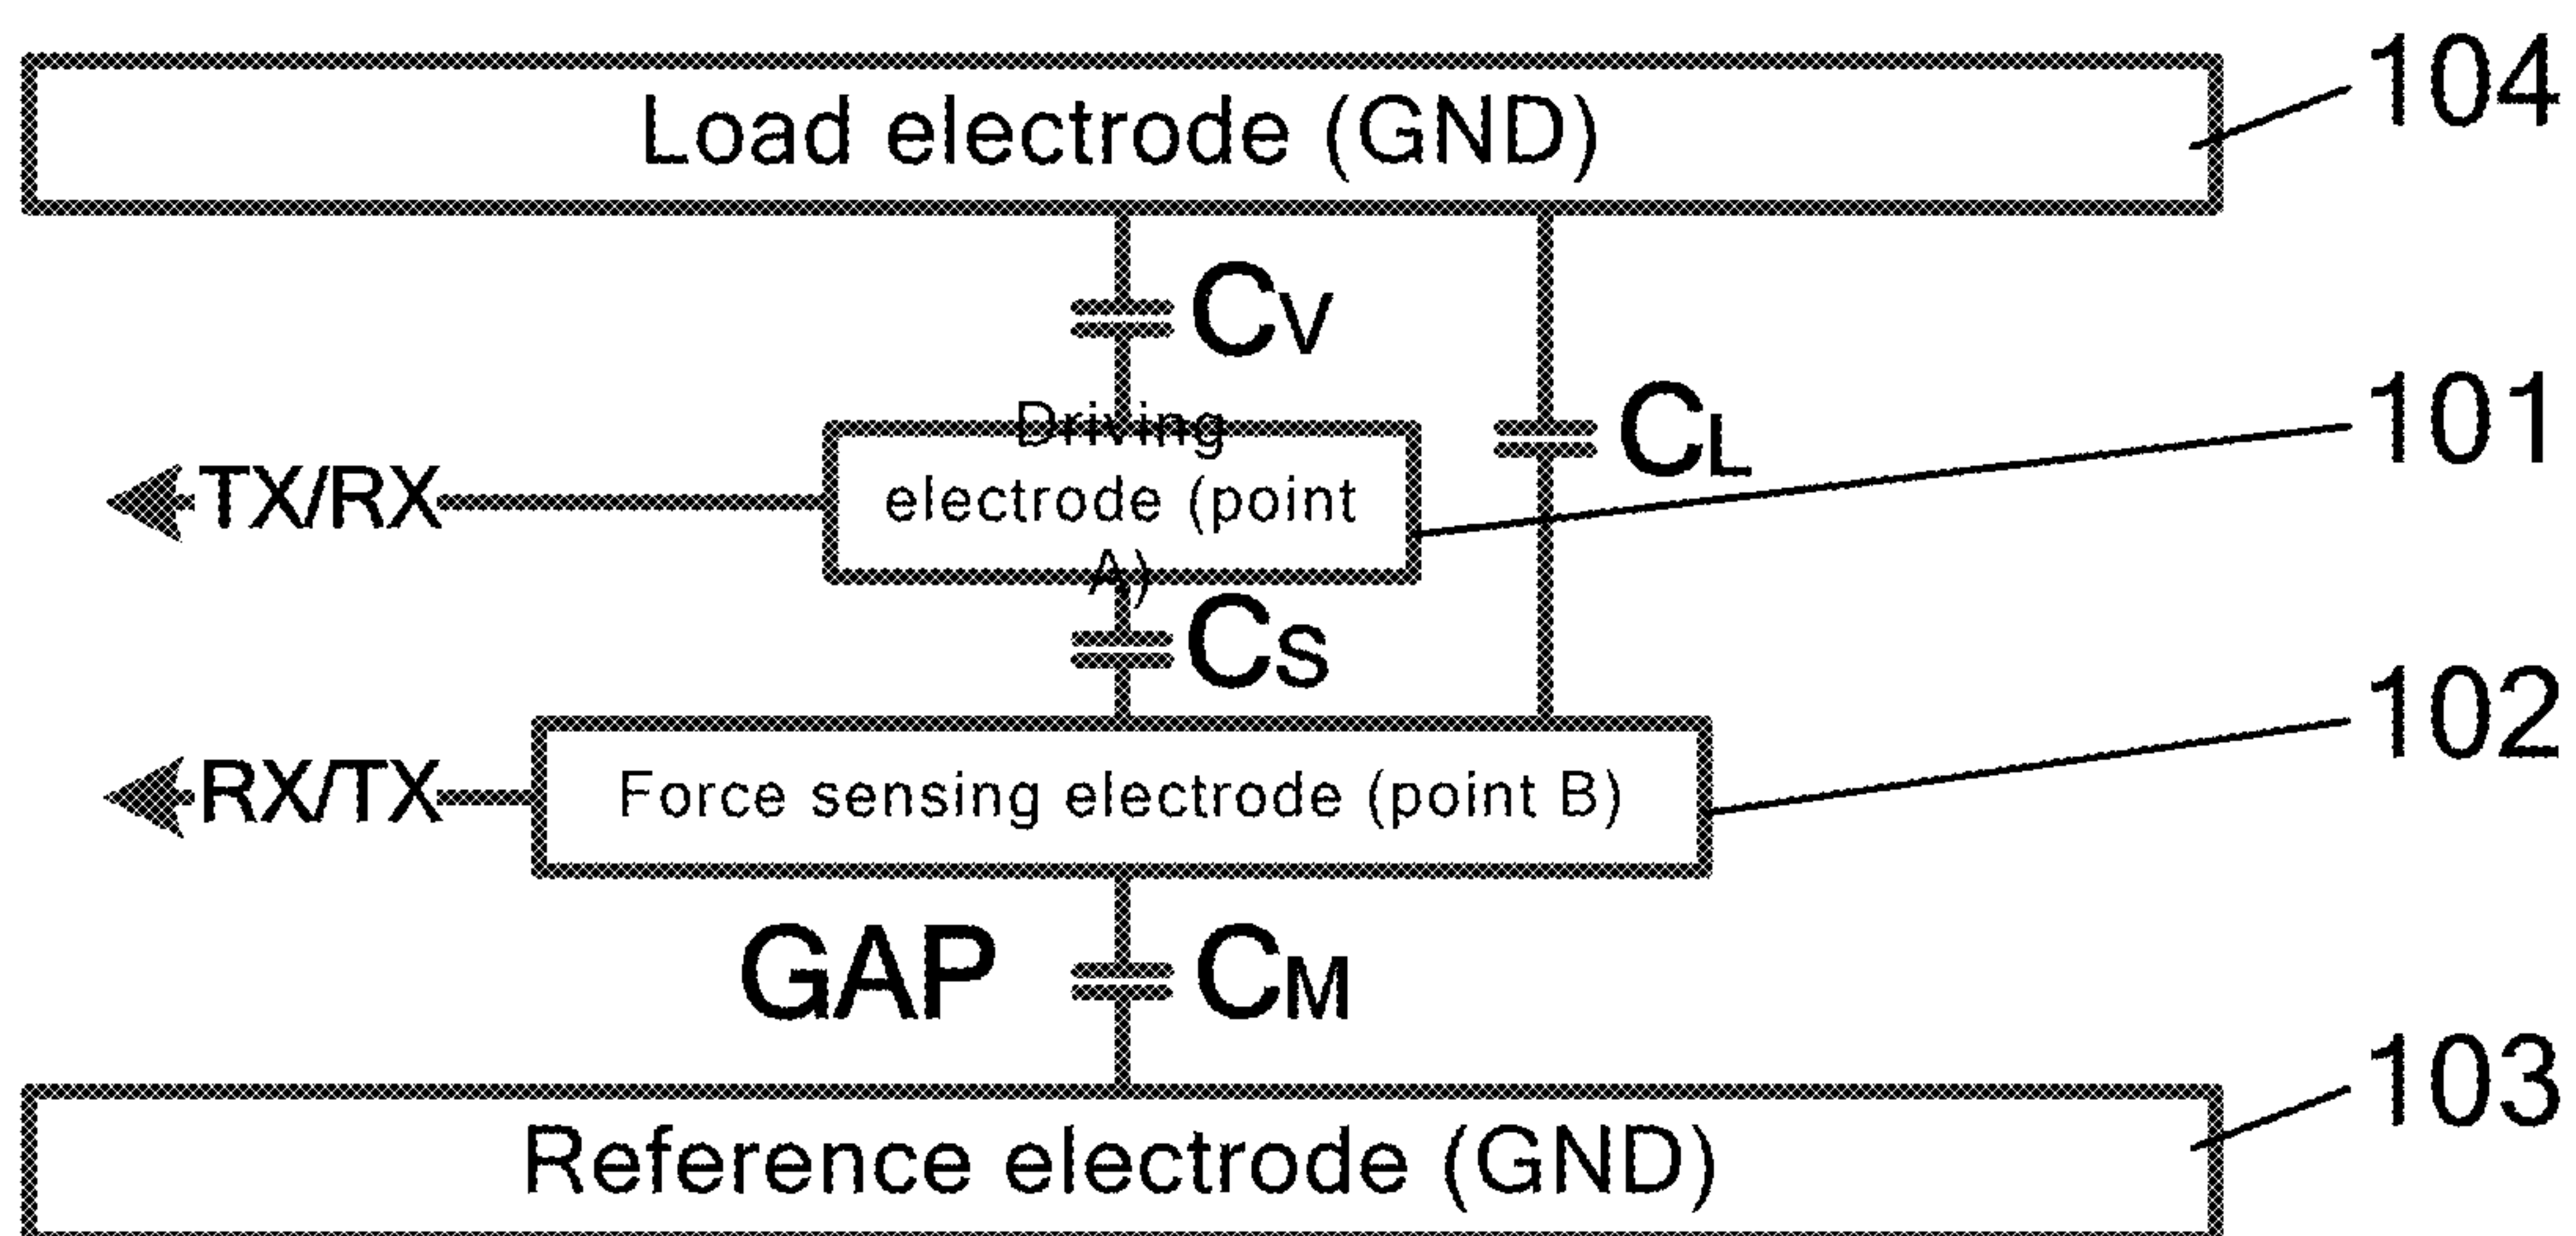 Load electrode (GND)
104
CV
Driving
electrode (point
A)
TX/RX
CL
101
CS
Force sensing electrode (point B)
RX/TX
102
GAP
CM
Reference electrode (GND)
103